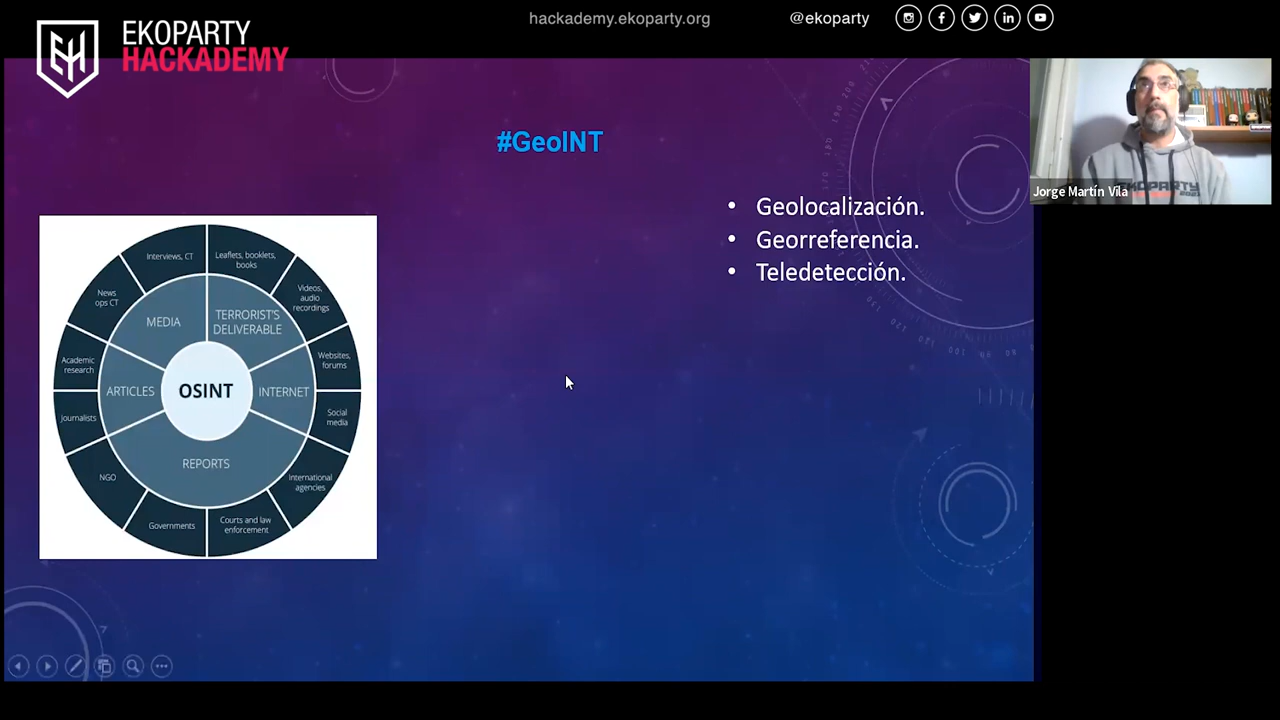 hackademy.ekoparty.org
@ekoparty
EKOPARTY
HACKADEMY
#GeoINT
• Geolocalización.
• Georreferencia.
• Teledetección.
Jorge Martín Vila
EKOPARTY
Interviews, CT
Leaflets, booklets,
books
News
ops CT
Videos,
audio
recordings
MEDIA
TERRORIST'S
DELIVERABLE
Academic
research
Websites,
forums
ARTICLES
OSINT
INTERNET
Journalists
Social
media
REPORTS
NGO
International
agencies
Governments
Courts and law
enforcement